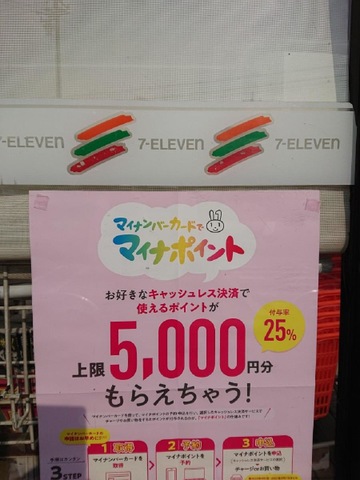 7-ELEVEN 7-ELEVEN 7-ELEVEN
マイナンバーカードで
マイナポイント
お好きなキャッシュレス決済で
使えるポイントが
付与率
25%
上限5,000円分
もらえちゃう!
1 準備 2 予約 3 申込
マイナンバーカードを
取得
マイナポイントを
予約
マイナポイントを申込
チャージorお買い物
3 STEP